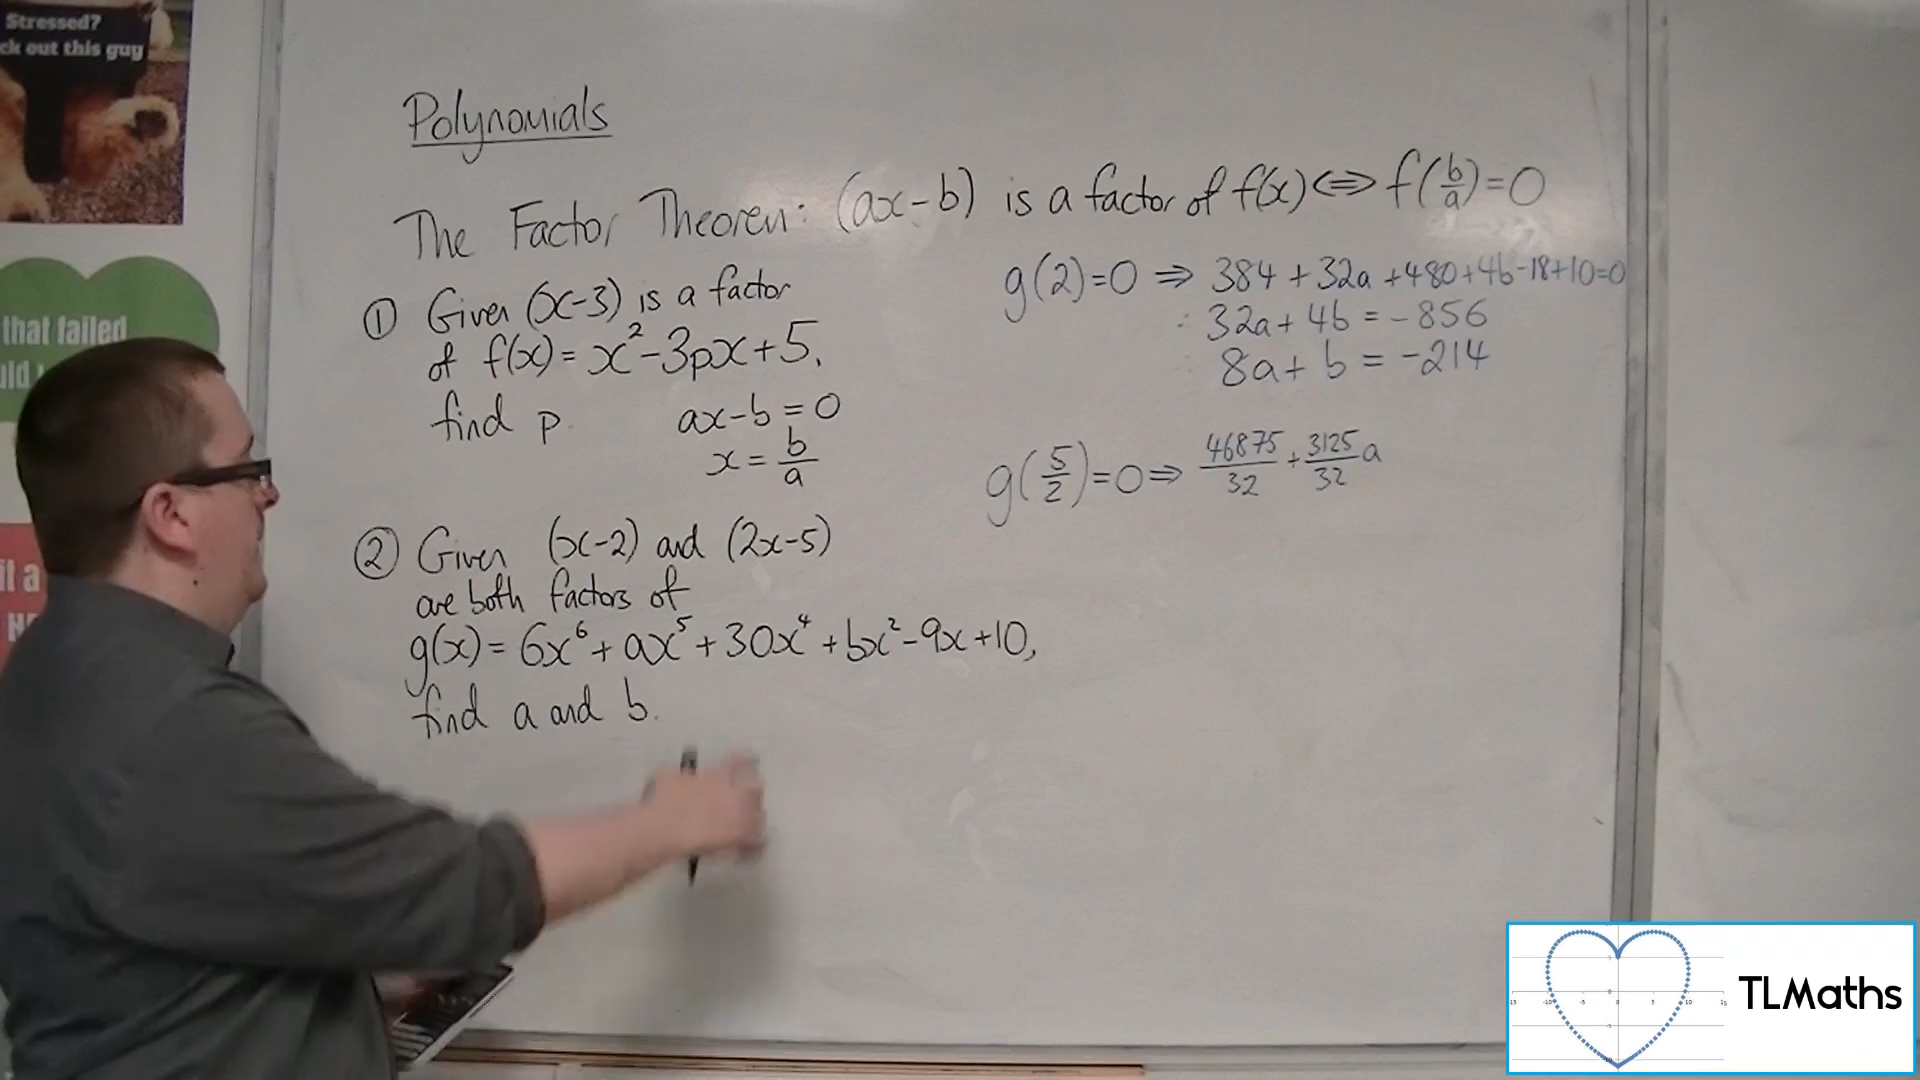 Stressed?
ck out this guy
that failed
uld
it a
Polynomials
The Factor Theorem: (ax-b) is a factor of f(x) ⟺ f(b/a)=0
① Given (x-3) is a factor
of f(x) = x²-3px+5,
find p.
ax-b = 0
x = b/a
② Given (x-2) and (2x-5)
are both factors of
g(x) = 6x⁶ + ax⁵ + 30x⁴ + bx² - 9x + 10,
find a and b.
g(2)=0 ⇒ 384 + 32a + 480 + 4b - 18 + 10 = 0
∴ 32a + 4b = -856
8a + b = -214
g(5/2)=0 ⇒ 46875/32 + 3125/32 a
TLMaths